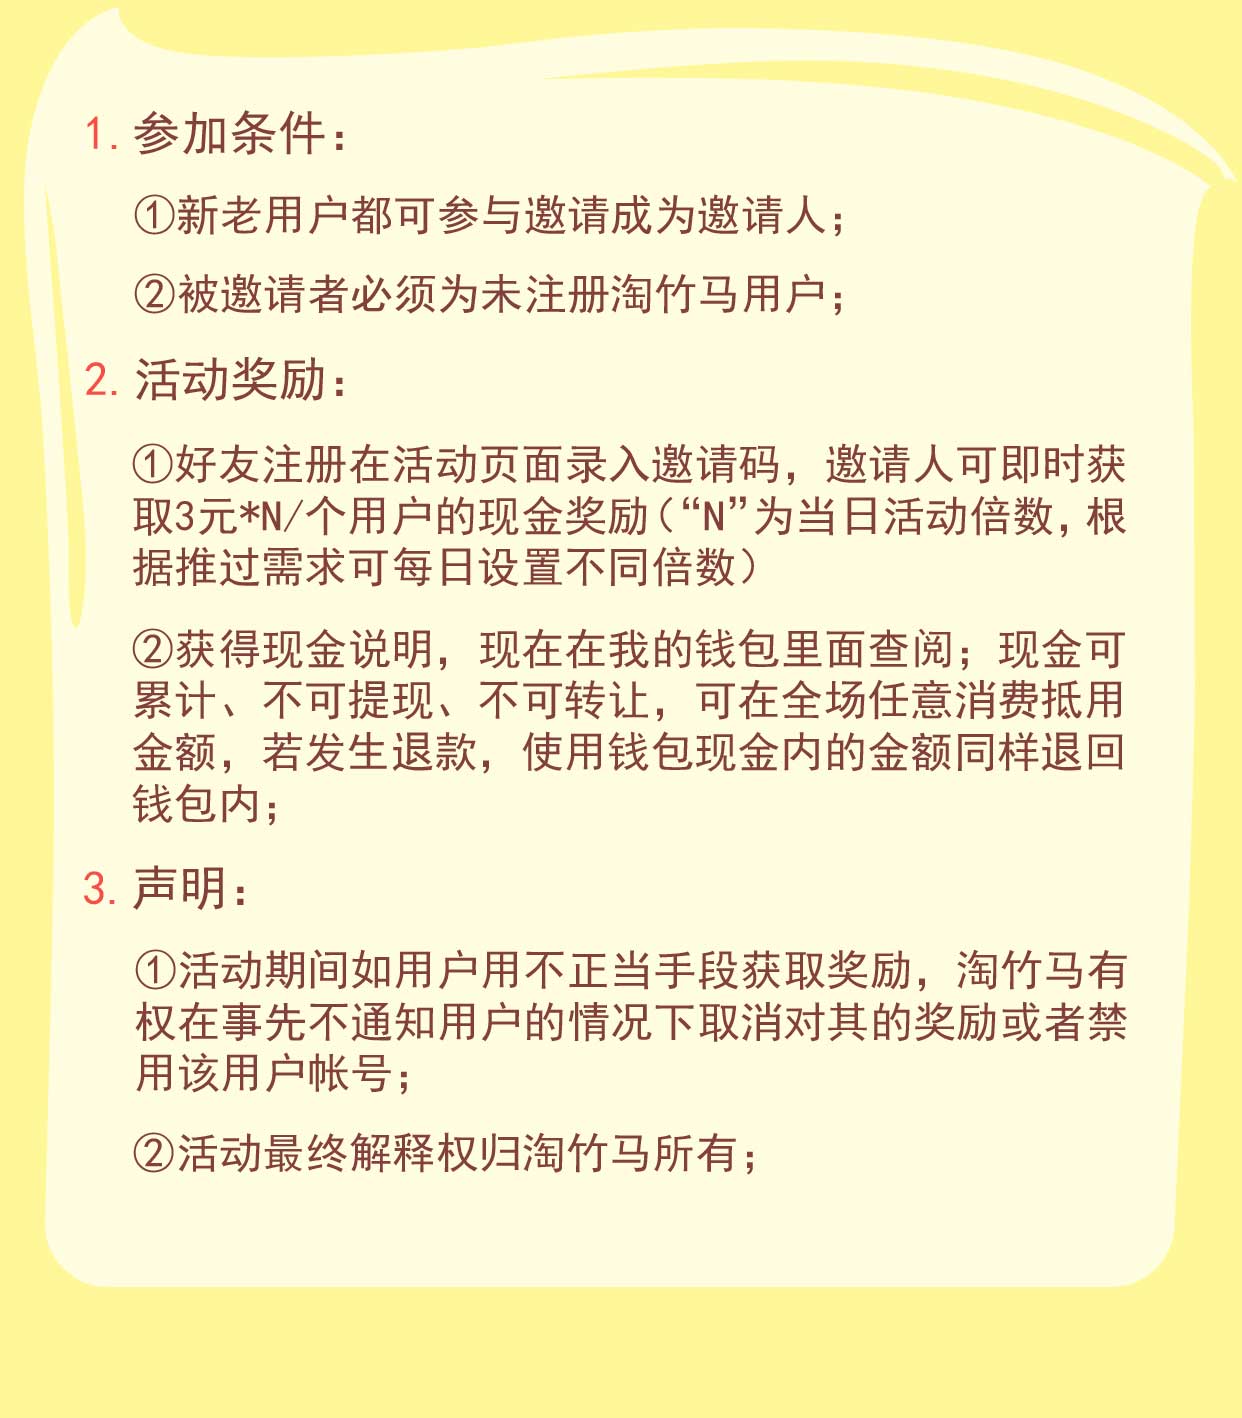 1. 参加条件：
①新老用户都可参与邀请成为邀请人；
②被邀请者必须为未注册淘竹马用户；
2. 活动奖励：
①好友注册在活动页面录入邀请码，邀请人可即时获
取3元*N/个用户的现金奖励（“N”为当日活动倍数，根
据推过需求可每日设置不同倍数）
②获得现金说明，现在在我的钱包里面查阅；现金可
累计、不可提现、不可转让，可在全场任意消费抵用
金额，若发生退款，使用钱包现金内的金额同样退回
钱包内；
3. 声明：
①活动期间如用户用不正当手段获取奖励，淘竹马有
权在事先不通知用户的情况下取消对其的奖励或者禁
用该用户帐号；
②活动最终解释权归淘竹马所有；